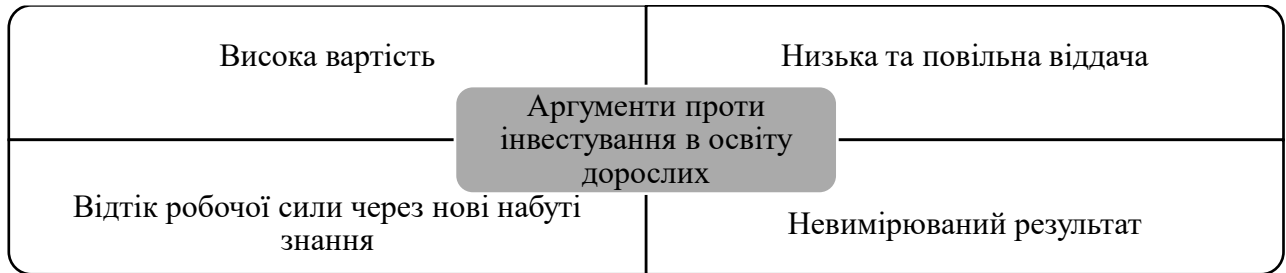 Висока вартість
Низька та повільна віддача
Аргументи проти
інвестування в освіту
дорослих
Відтік робочої сили через нові набуті
знання
Невимірюваний результат